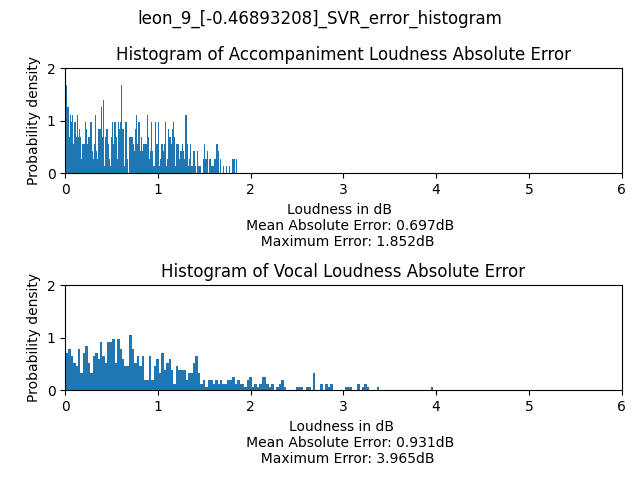 leon_9_[-0.46893208]_SVR_error_histogram
Histogram of Accompaniment Loudness Absolute Error
Probability density
2
1
0
0 1 2 3 4 5 6
Loudness in dB
Mean Absolute Error: 0.697dB
Maximum Error: 1.852dB
Histogram of Vocal Loudness Absolute Error
Probability density
2
1
0
0 1 2 3 4 5 6
Loudness in dB
Mean Absolute Error: 0.931dB
Maximum Error: 3.965dB